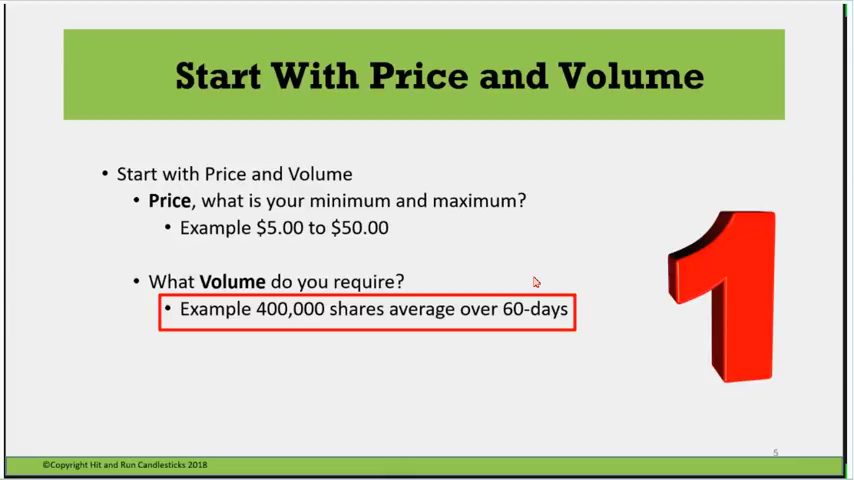 Start With Price and Volume
• Start with Price and Volume
• Price, what is your minimum and maximum?
• Example $5.00 to $50.00
• What Volume do you require?
• Example 400,000 shares average over 60-days
1
5
©Copyright Hit and Run Candlesticks 2018